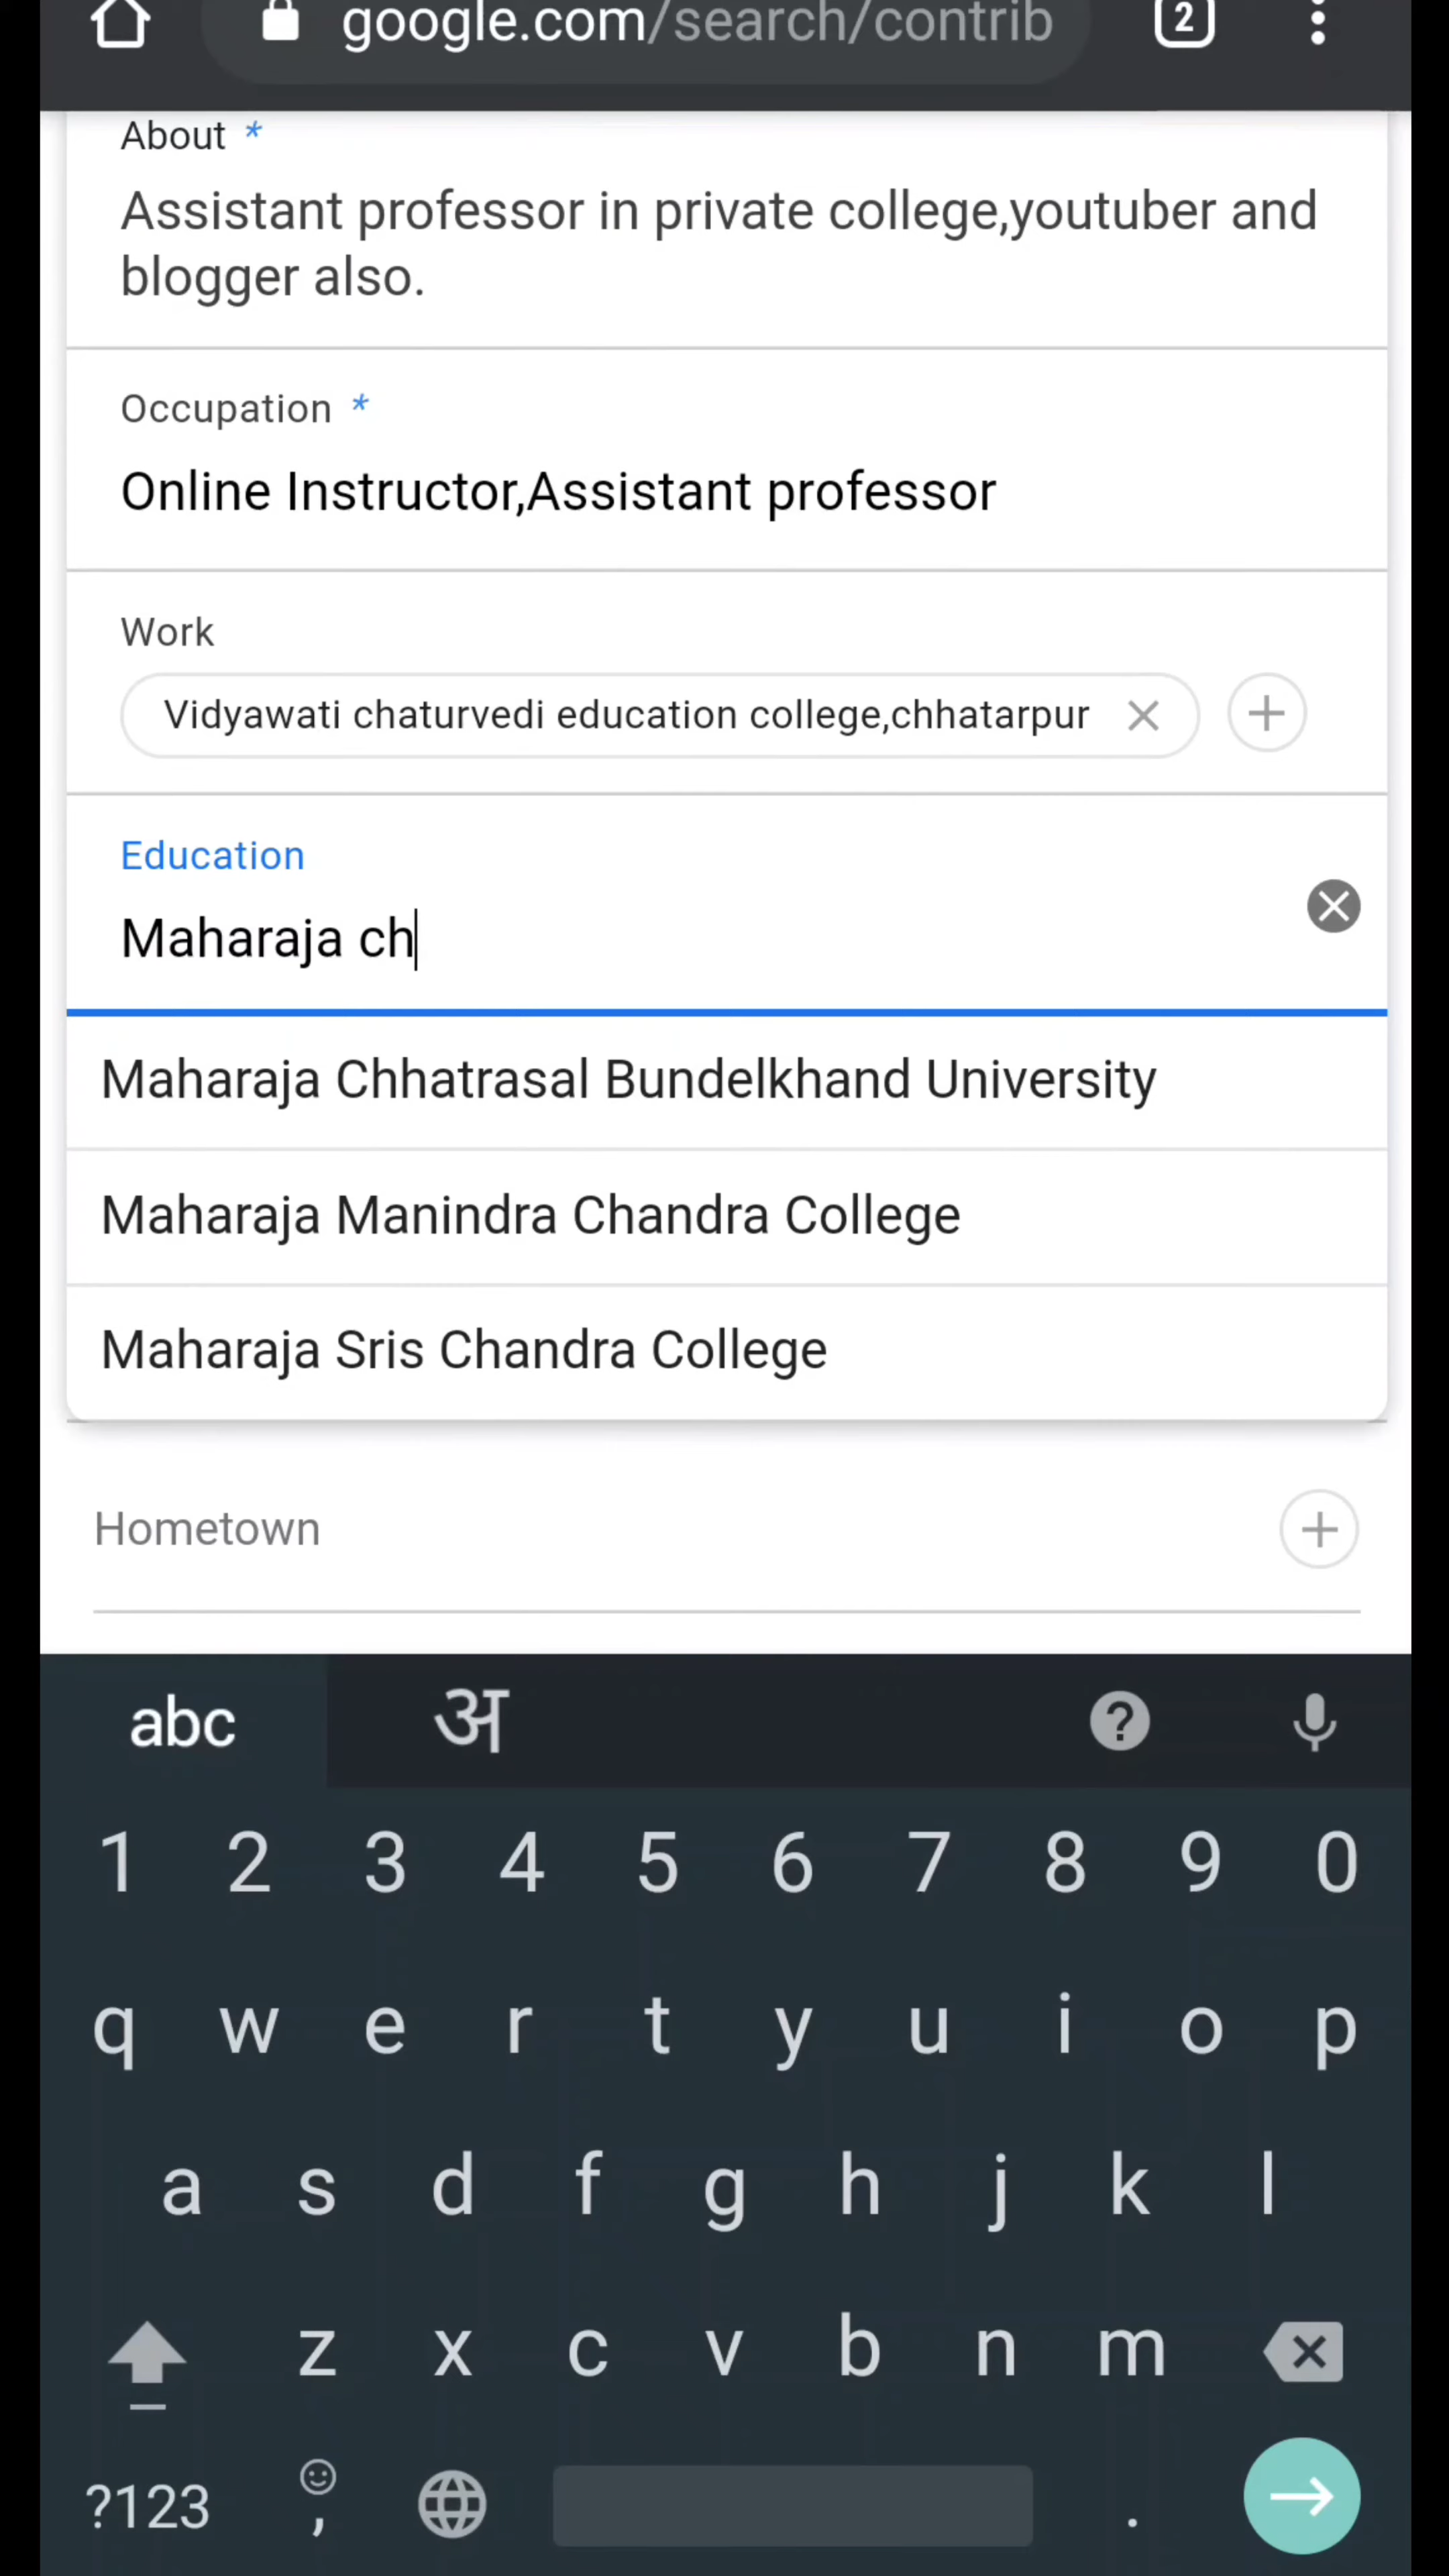 google.com/search/contrib
2
About *
Assistant professor in private college,youtuber and
blogger also.
Occupation *
Online Instructor,Assistant professor
Work
Vidyawati chaturvedi education college,chhatarpur
Education
Maharaja ch
Maharaja Chhatrasal Bundelkhand University
Maharaja Manindra Chandra College
Maharaja Sris Chandra College
Hometown
abc अ
1 2 3 4 5 6 7 8 9 0
q w e r t y u i o p
a s d f g h j k l
z x c v b n m
?123 , .